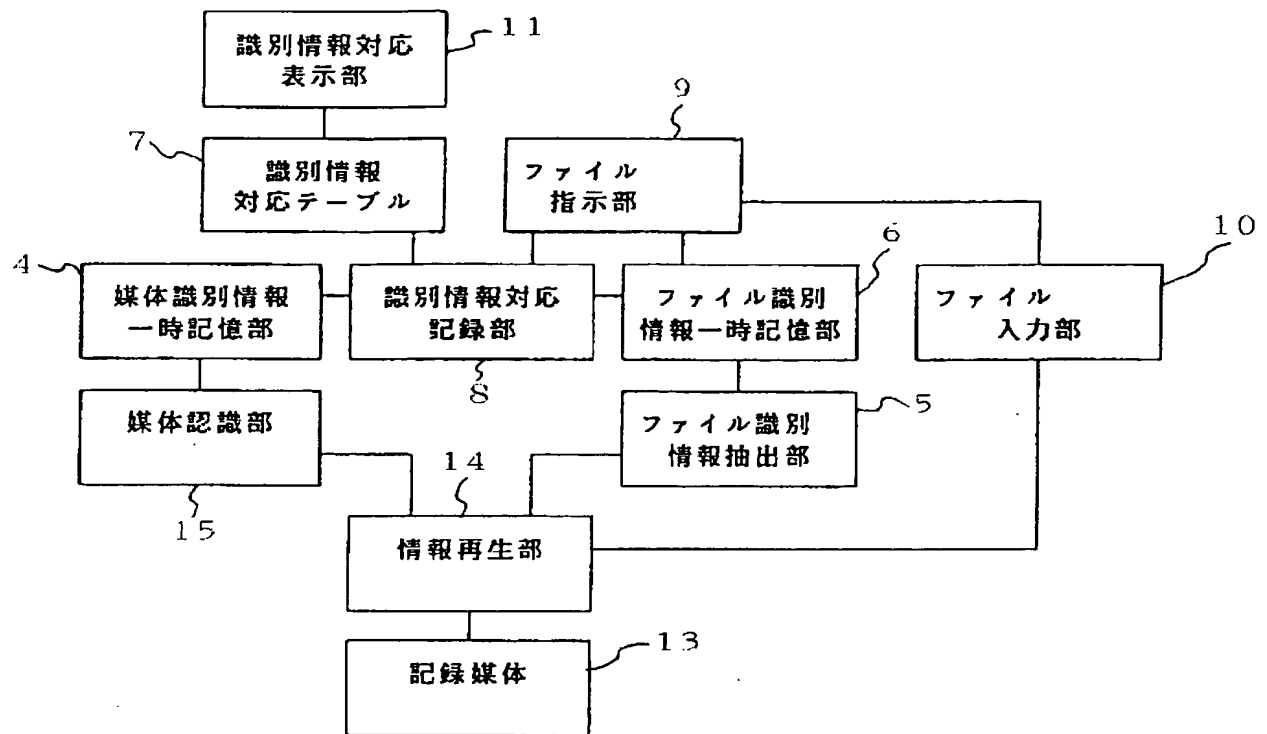 識別情報対応
表示部
11
7
識別情報
対応テーブル
9
ファイル
指示部
4
媒体識別情報
一時記憶部
識別情報対応
記録部
8
6
ファイル識別
情報一時記憶部
10
ファイル
入力部
媒体認識部
15
ファイル識別
情報抽出部
5
14
情報再生部
記録媒体
13